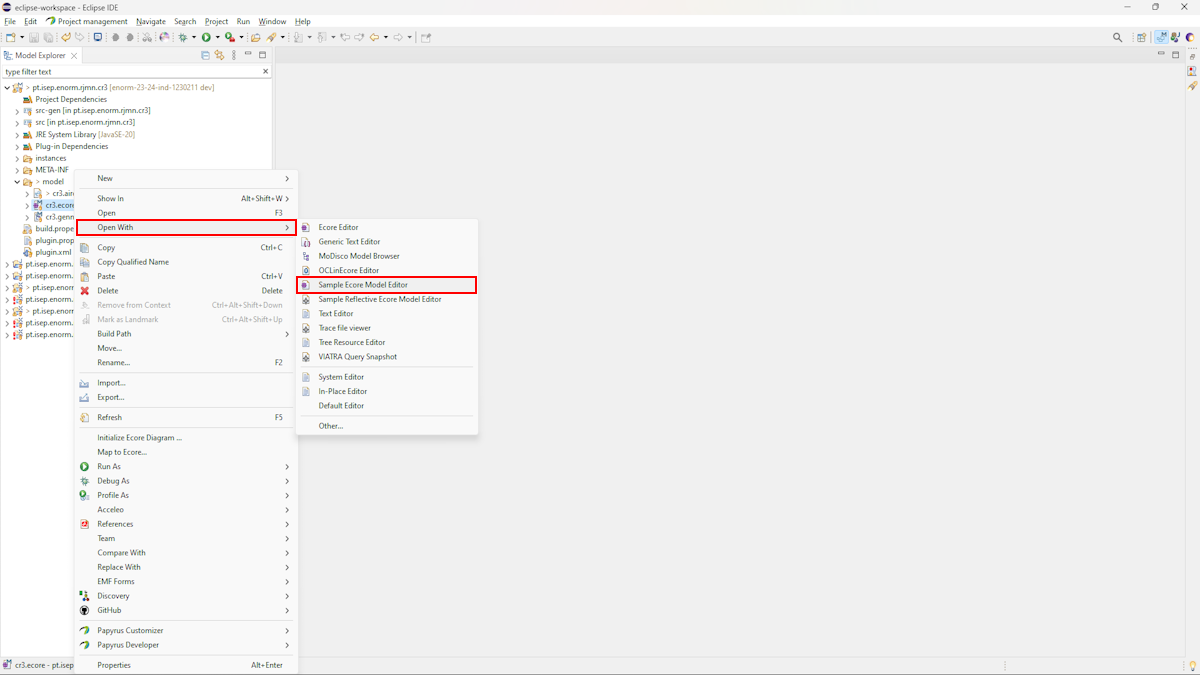 eclipse-workspace - Eclipse IDE
File Edit Project management Navigate Search Project Run Window Help
Model Explorer
type filter text
> pt.isep.enorm.rjmn.cr3 [enorm-23-24-ind-1230211 dev]
Project Dependencies
src-gen [in pt.isep.enorm.rjmn.cr3]
src [in pt.isep.enorm.rjmn.cr3]
JRE System Library [JavaSE-20]
Plug-in Dependencies
instances
META-INF
> model
> cr3.aird
cr3.ecore
cr3.genn
build.prope
plugin.prop
plugin.xml
pt.isep.enorm.
pt.isep.enorm.
> pt.isep.enorm
pt.isep.enorm.
> pt.isep.enorm
pt.isep.enorm.
pt.isep.enorm.
New
Show In Alt+Shift+W
Open F3
Open With
Copy Ctrl+C
Copy Qualified Name
Paste Ctrl+V
Delete Delete
Remove from Context Ctrl+Alt+Shift+Down
Mark as Landmark Ctrl+Alt+Shift+Up
Build Path
Move...
Rename... F2
Import...
Export...
Refresh F5
Initialize Ecore Diagram ...
Map to Ecore...
Run As
Debug As
Profile As
Acceleo
References
Team
Compare With
Replace With
EMF Forms
Discovery
GitHub
Papyrus Customizer
Papyrus Developer
Properties Alt+Enter
Ecore Editor
Generic Text Editor
MoDisco Model Browser
OCLinEcore Editor
Sample Ecore Model Editor
Sample Reflective Ecore Model Editor
Text Editor
Trace file viewer
Tree Resource Editor
VIATRA Query Snapshot
System Editor
In-Place Editor
Default Editor
Other...
cr3.ecore - pt.isep